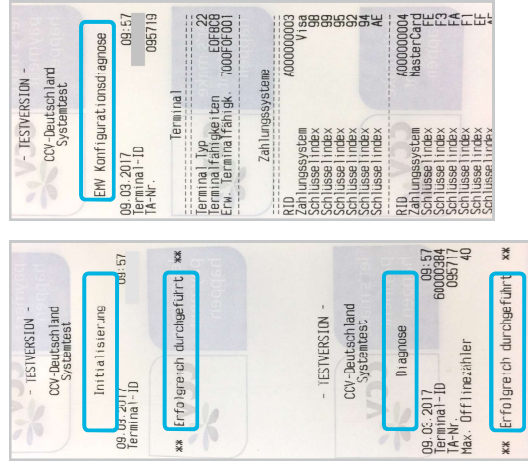 - TESTVERSION -
CCV-Deutschland
Systemtest
EMV Konfigurationsdiagnose
09.03.2017 09:57
Terminal-ID
TA-Nr. 095719
Terminal
Terminal Typ 22
Terminalfähigkeiten E0F8C8
Erw. Terminalfähigk. 7000F0F001
Zahlungssysteme
RID A000000003
Zahlungssystem Visa
Schlüsselindex 98
Schlüsselindex 99
Schlüsselindex 95
Schlüsselindex 92
Schlüsselindex 94
Schlüsselindex AE
RID A000000004
Zahlungssystem MasterCard
Schlüsselindex FE
Schlüsselindex F3
Schlüsselindex FA
Schlüsselindex F1
Schlüsselindex EF
- TESTVERSION -
CCV-Deutschland
Systemtest
Initialisierung
09.03.2017 09:57
Terminal-ID
** Erfolgreich durchgeführt **
- TESTVERSION -
CCV-Deutschland
Systemtest
Diagnose
09.03.2017 09:57
Terminal-ID 60000384
TA-Nr. 095717
Max. Offlinezähler 40
** Erfolgreich durchgeführt **